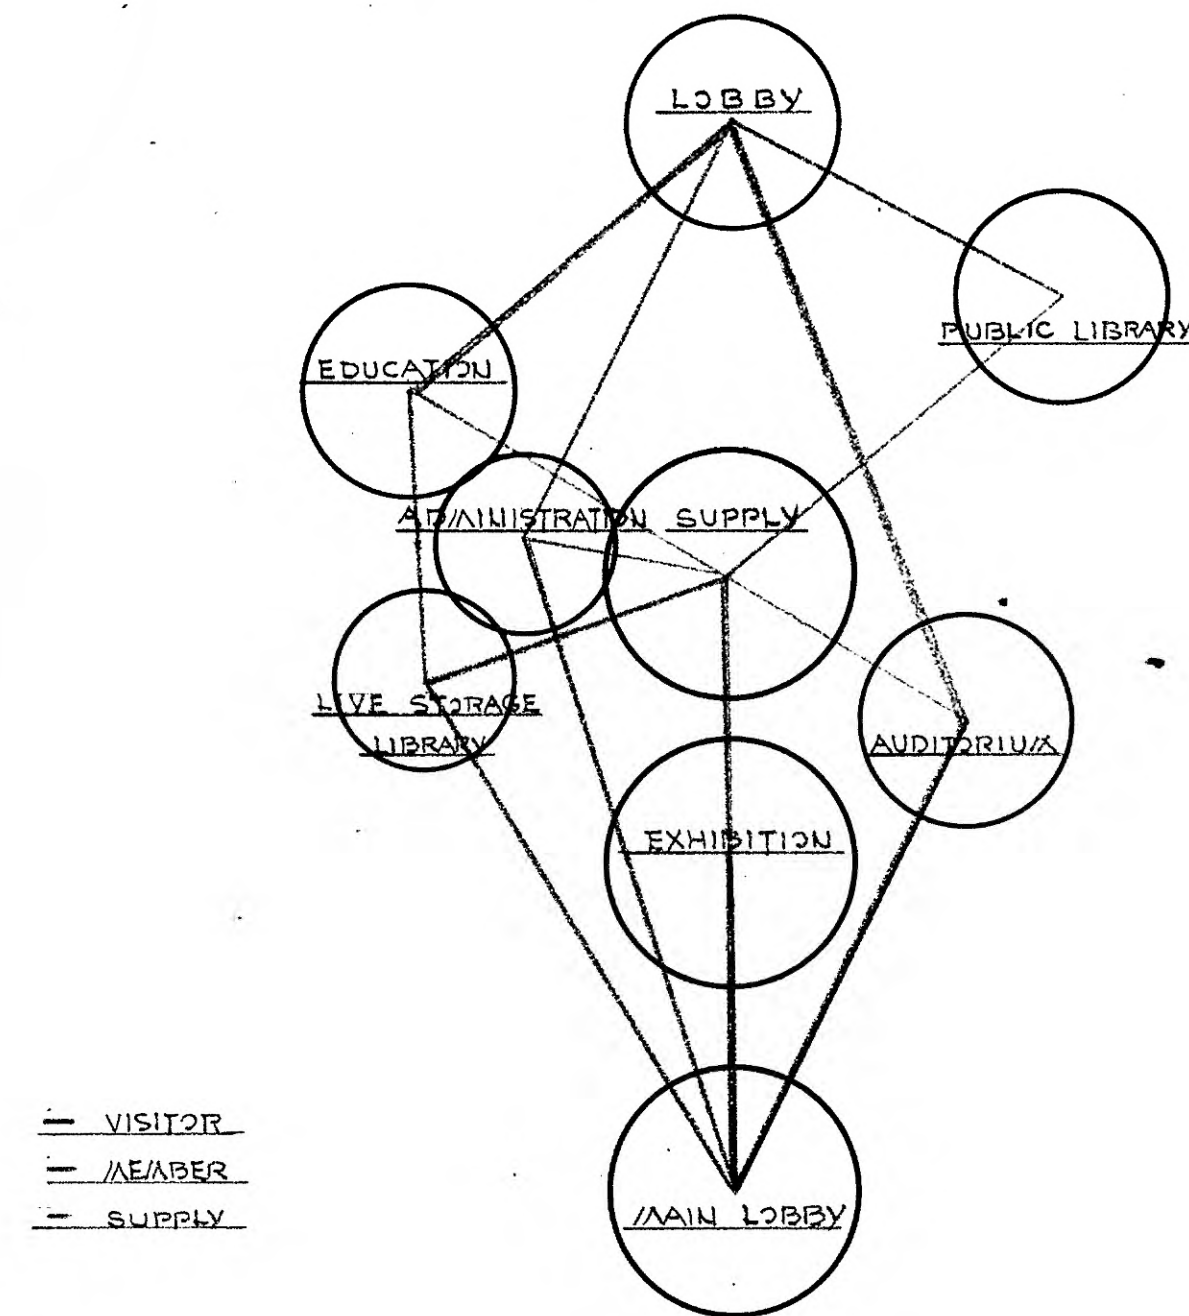 LOBBY
PUBLIC LIBRARY
EDUCATION
ADMINISTRATION
SUPPLY
LIVE STORAGE
LIBRARY
AUDITORIUM
EXHIBITION
VISITOR
MEMBER
SUPPLY
MAIN LOBBY